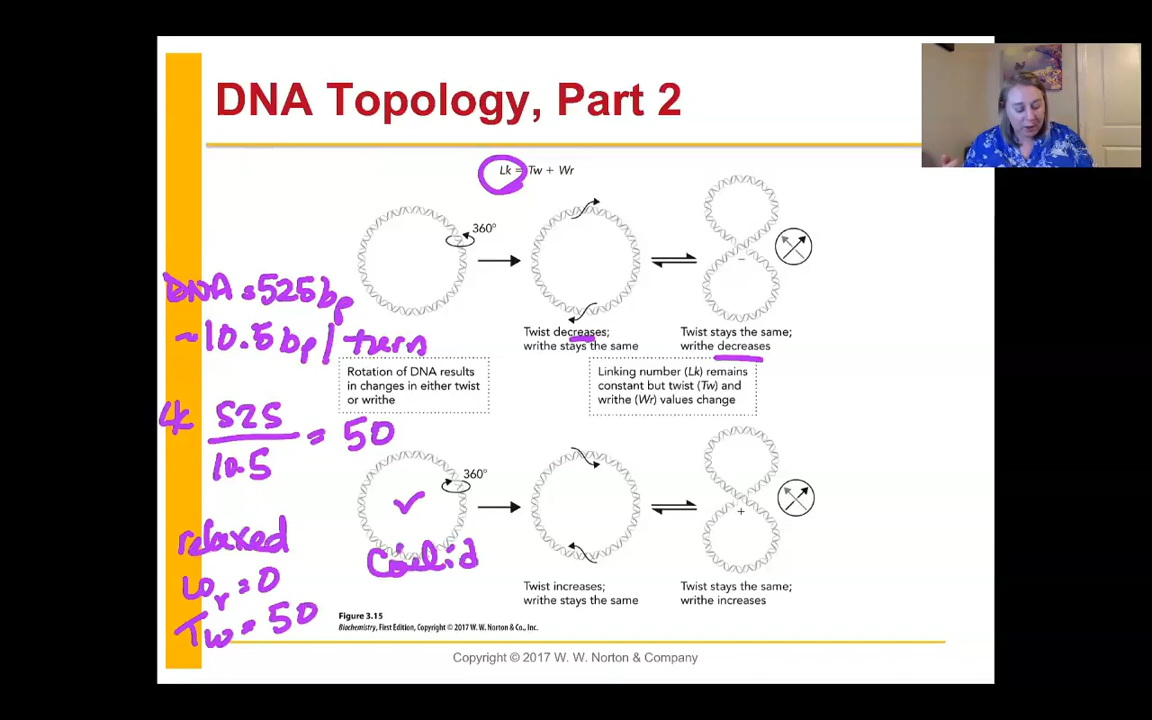 DNA Topology, Part 2
Lk = Tw + Wr
360°
Twist decreases;
writhe stays the same
−
Twist stays the same;
writhe decreases
DNA = 525 bp
~10.5 bp / turn
Rotation of DNA results
in changes in either twist
or writhe
Linking number (Lk) remains
constant but twist (Tw) and
writhe (Wr) values change
Lk 525
10.5
= 50
360°
Twist increases;
writhe stays the same
+
Twist stays the same;
writhe increases
relaxed
Wr = 0
Tw = 50
Figure 3.15
Biochemistry, First Edition, Copyright © 2017 W. W. Norton & Co., Inc.
Copyright © 2017 W. W. Norton & Company